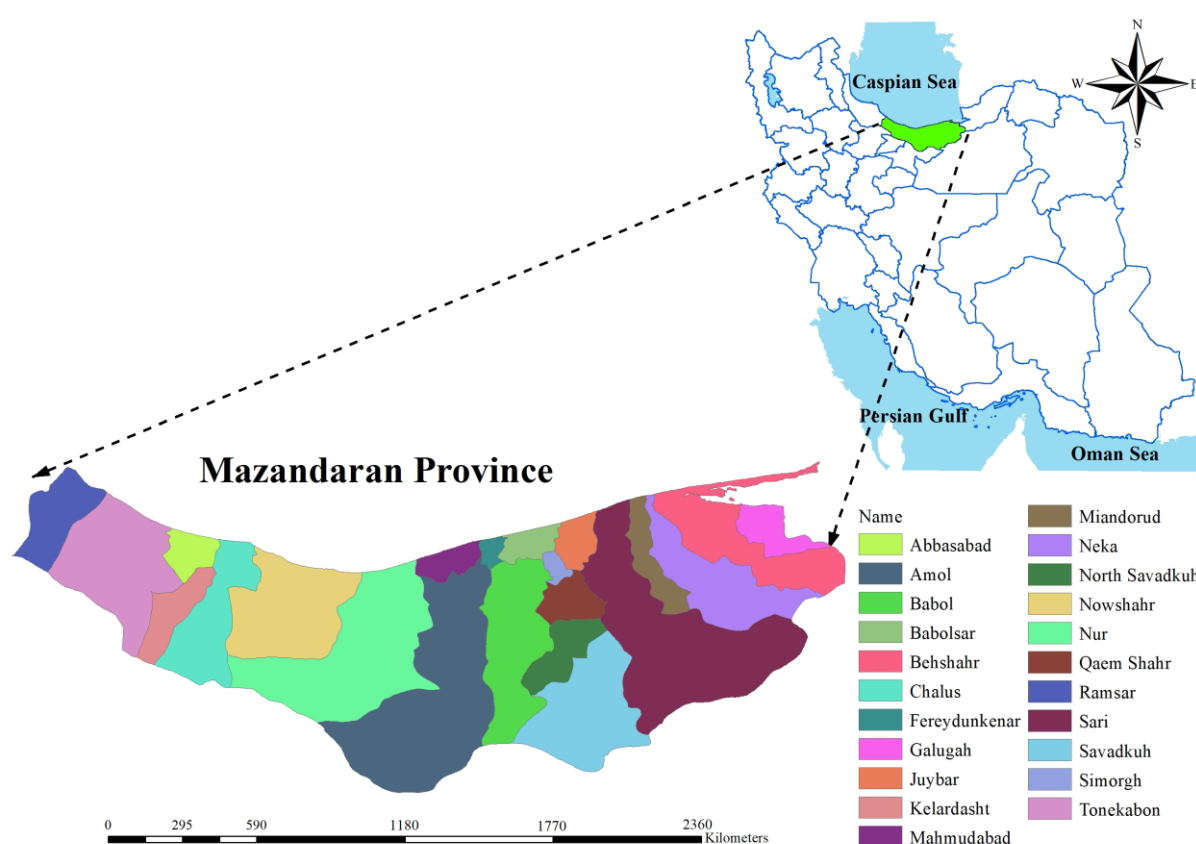 N
W
E
S
Caspian Sea
Persian Gulf
Oman Sea
Mazandaran Province
Name
Abbasabad
Amol
Babol
Babolsar
Behshahr
Chalus
Fereydunkenar
Galugah
Juybar
Kelardasht
Mahmudabad
Miandorud
Neka
North Savadkuh
Nowshahr
Nur
Qaem Shahr
Ramsar
Sari
Savadkuh
Simorgh
Tonekabon
0 295 590 1180 1770 2360
Kilometers